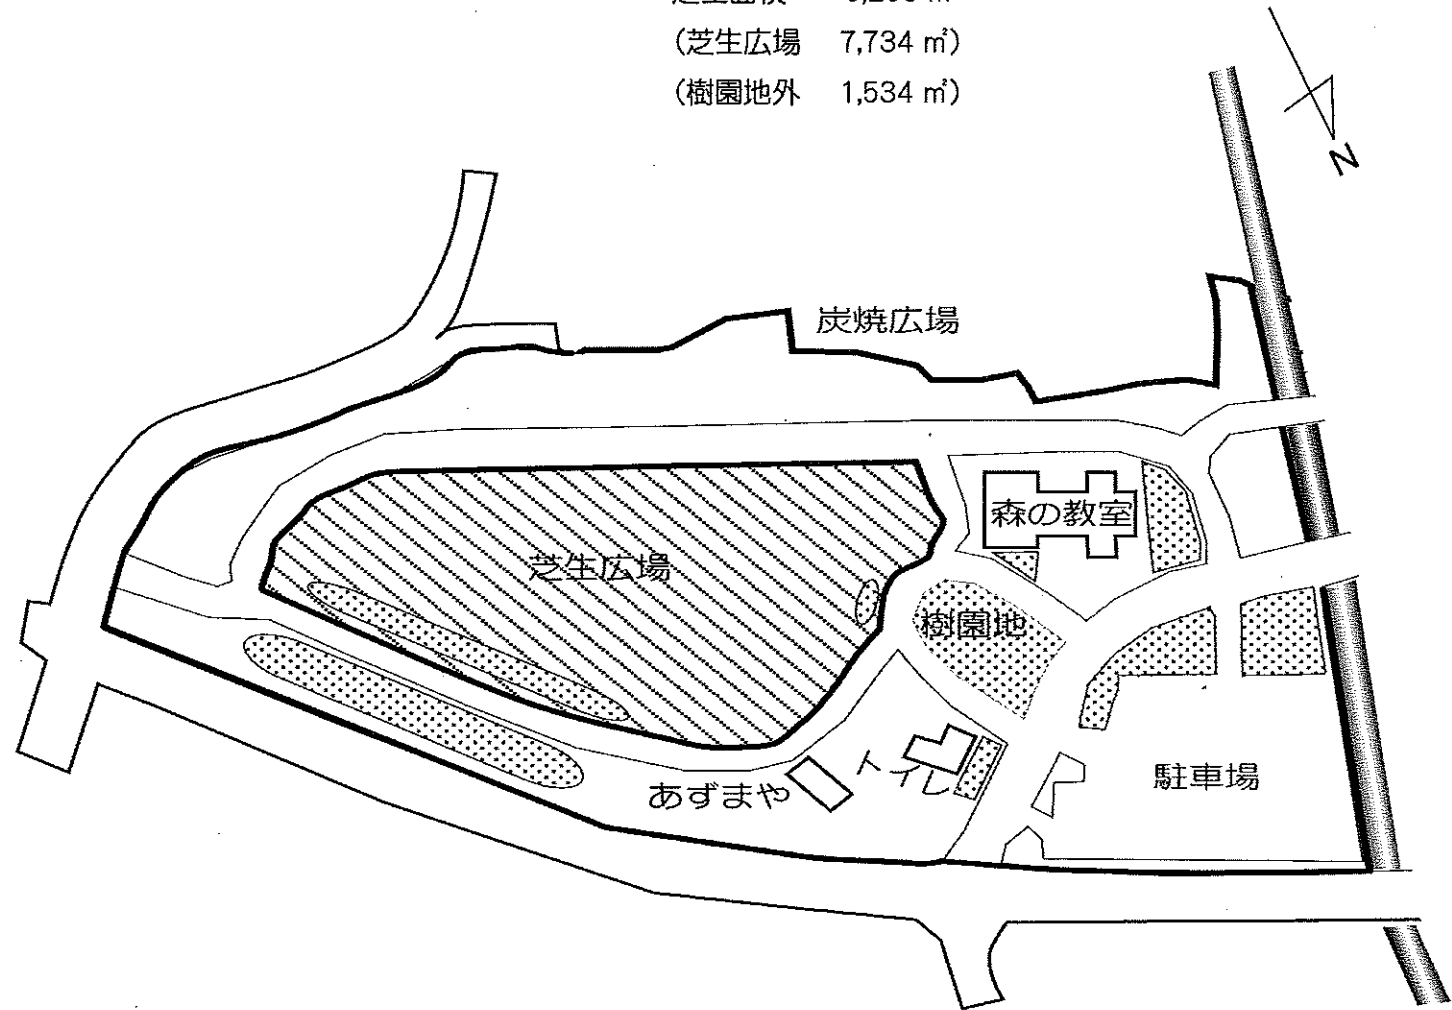 (芝生広場 7,734 ㎡)
(樹園地外 1,534 ㎡)
N
炭焼広場
森の教室
芝生広場
樹園地
トイレ
あずまや
駐車場